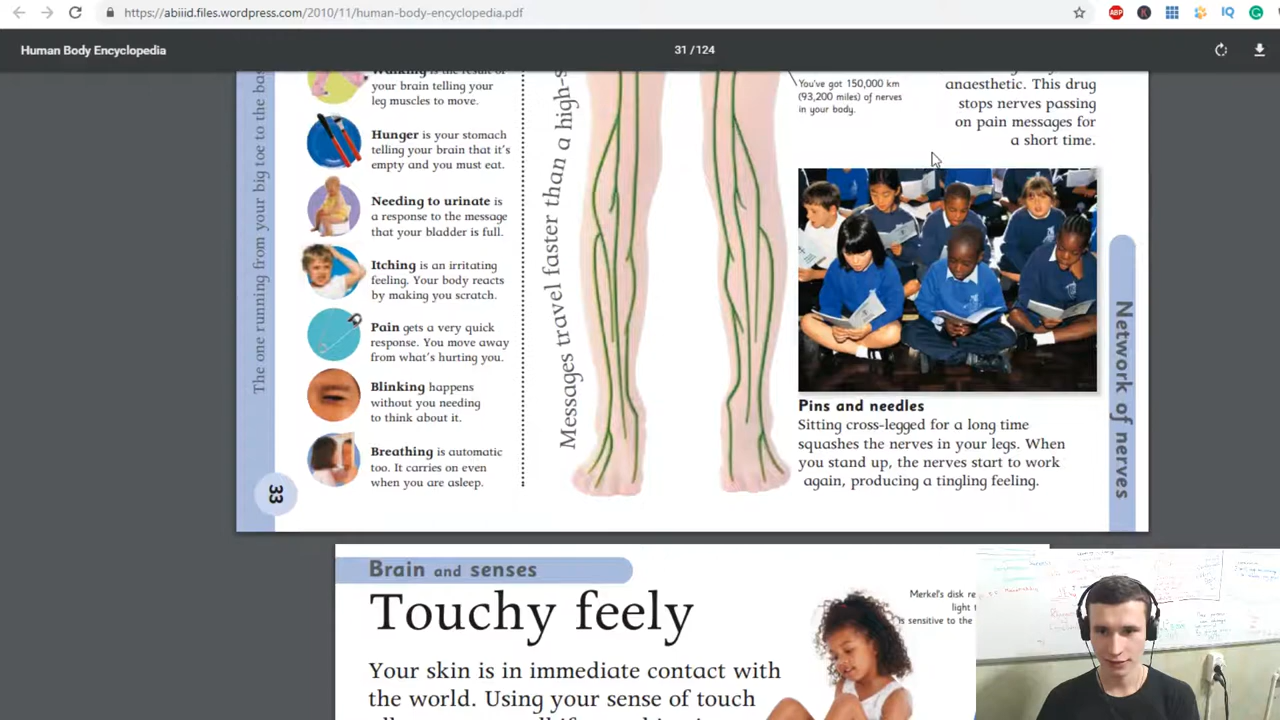 https://abiiid.files.wordpress.com/2010/11/human-body-encyclopedia.pdf
ABP
K
IQ
G
Human Body Encyclopedia
31 / 124
The one running from your big toe to the bas
Walking is the result of
your brain telling your
leg muscles to move.
Hunger is your stomach
telling your brain that it's
empty and you must eat.
Needing to urinate is
a response to the message
that your bladder is full.
Itching is an irritating
feeling. Your body reacts
by making you scratch.
Pain gets a very quick
response. You move away
from what's hurting you.
Blinking happens
without you needing
to think about it.
Breathing is automatic
too. It carries on even
when you are asleep.
33
Messages travel faster than a high-s
You've got 150,000 km
(93,200 miles) of nerves
in your body.
anaesthetic. This drug
stops nerves passing
on pain messages for
a short time.
Pins and needles
Sitting cross-legged for a long time
squashes the nerves in your legs. When
you stand up, the nerves start to work
again, producing a tingling feeling.
Network of nerves
Brain and senses
Touchy feely
Merkel's disk re
light t
is sensitive to the
Your skin is in immediate contact with
the world. Using your sense of touch